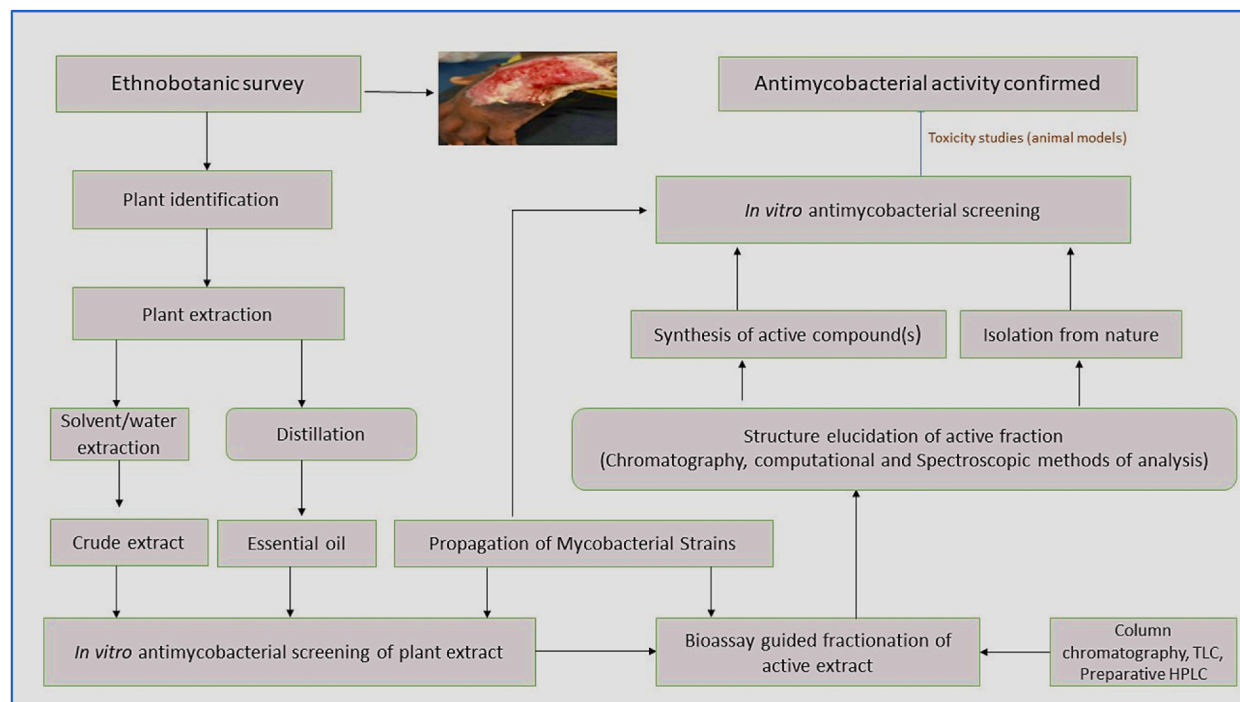 Ethnobotanic survey
Plant identification
Plant extraction
Solvent/water
extraction
Distillation
Crude extract
Essential oil
Propagation of Mycobacterial Strains
In vitro antimycobacterial screening of plant extract
Bioassay guided fractionation of
active extract
Column
chromatography, TLC,
Preparative HPLC
Structure elucidation of active fraction
(Chromatography, computational and Spectroscopic methods of analysis)
Synthesis of active compound(s)
Isolation from nature
In vitro antimycobacterial screening
Toxicity studies (animal models)
Antimycobacterial activity confirmed